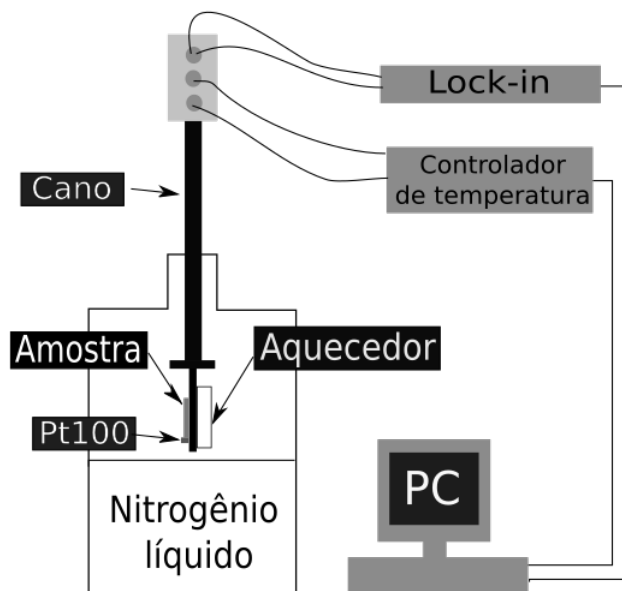 Lock-in
Controlador
de temperatura
Cano
Amostra
Aquecedor
Pt100
PC
Nitrogênio
líquido